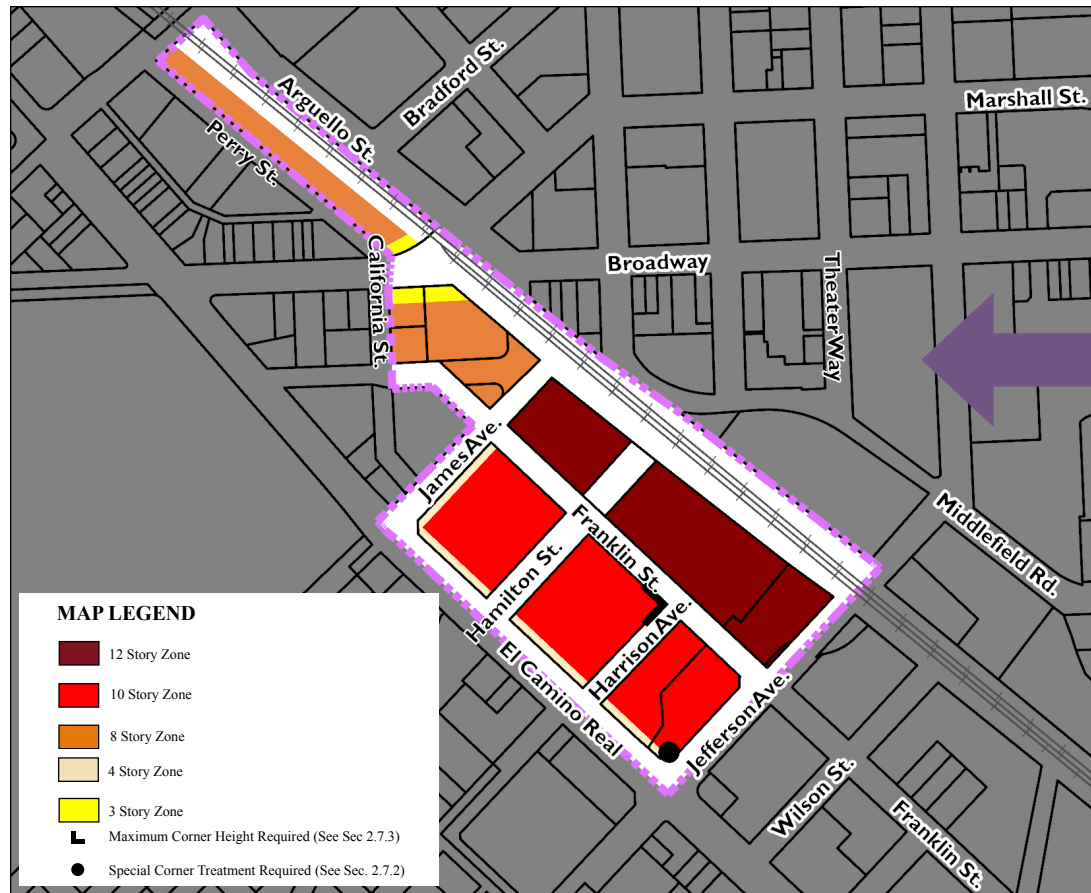 Arguello St.
Bradford St.
Marshall St.
Perry St.
California St.
Broadway
Theater Way
James Ave.
Franklin St.
Middlefield Rd.
Hamilton St.
Harrison Ave.
El Camino Real
Jefferson Ave.
Wilson St.
Franklin St.
MAP LEGEND
12 Story Zone
10 Story Zone
8 Story Zone
4 Story Zone
3 Story Zone
Maximum Corner Height Required (See Sec 2.7.3)
Special Corner Treatment Required (See Sec. 2.7.2)